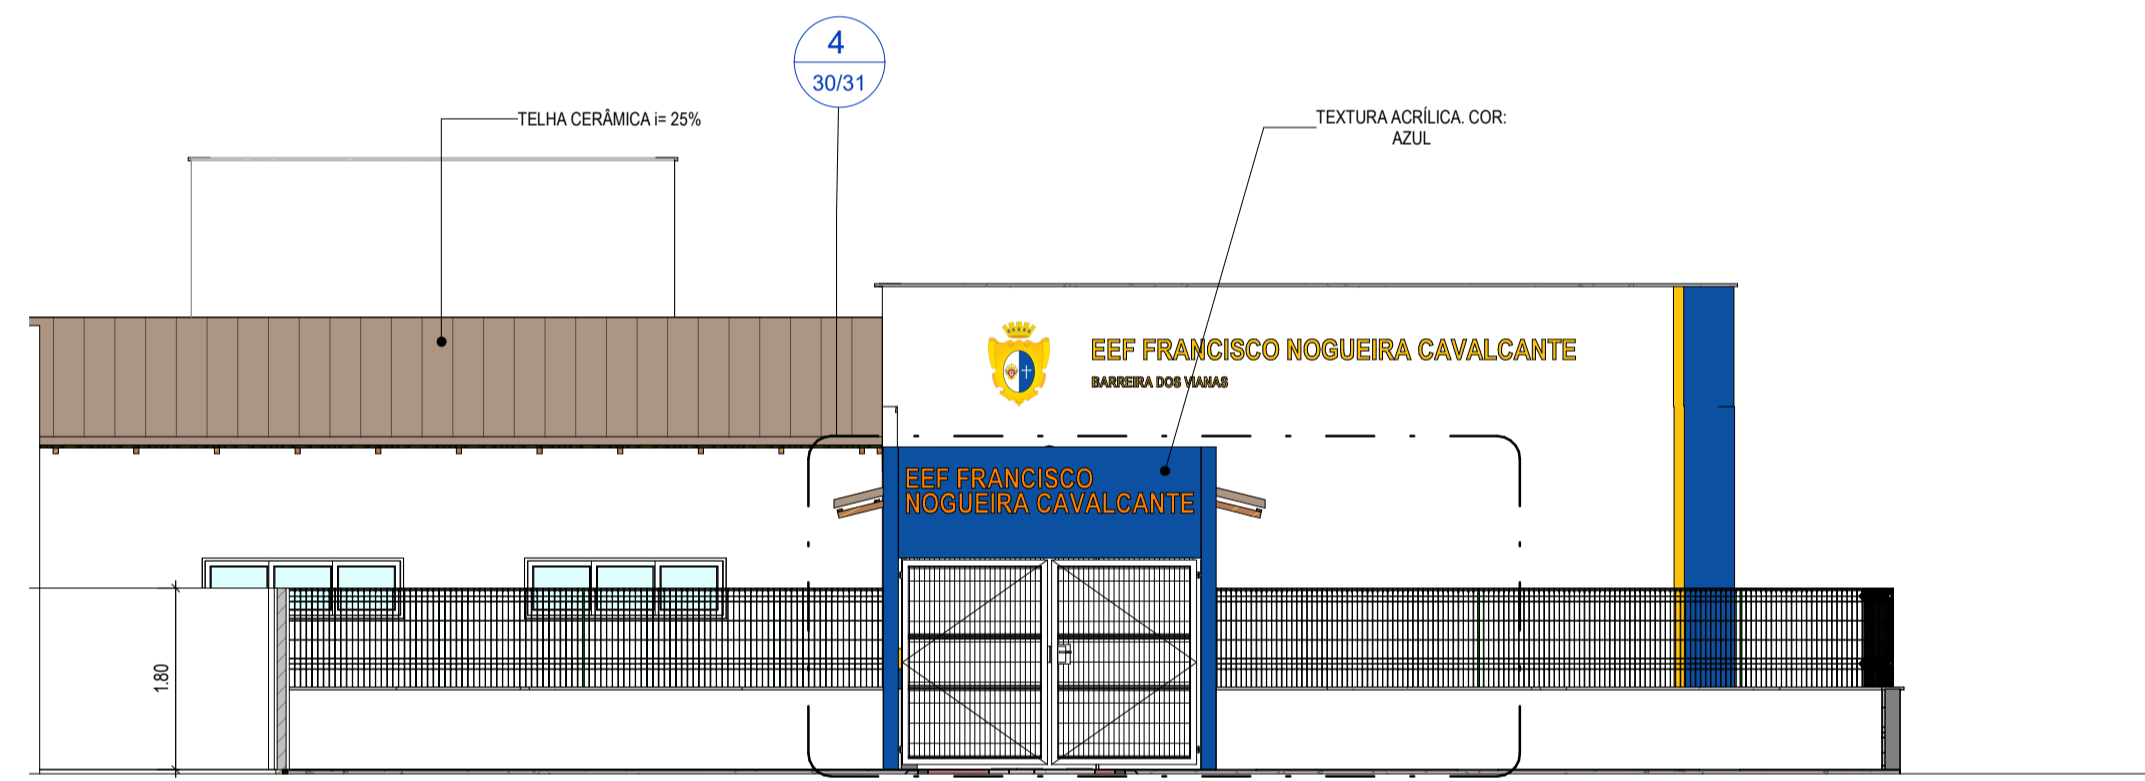 4
30/31
TELHA CERÂMICA i= 25%
TEXTURA ACRÍLICA. COR:
AZUL
EEF FRANCISCO NOGUEIRA CAVALCANTE
BARREIRA DOS VIANAS
EEF FRANCISCO
NOGUEIRA CAVALCANTE
1.80